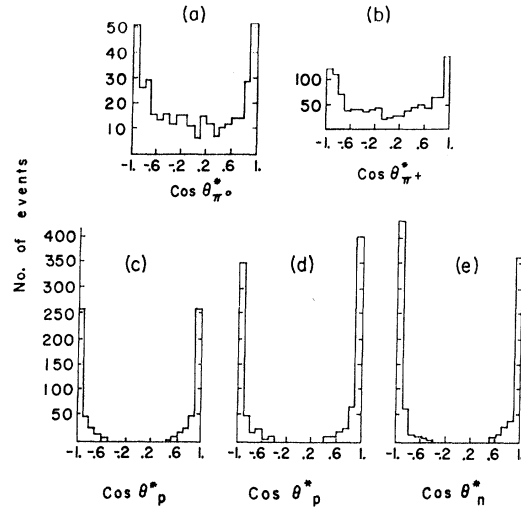 (a)
(b)
50
40
30
20
10
-1. -.6 -.2 .2 .6 1.
Cos θ*π°
100
50
-1. -.6 -.2 .2 .6 1.
Cos θ*π+
No. of events
400
350
300
250
200
150
100
50
(c)
(d)
(e)
-1. -.6 -.2 .2 .6 1.
-1. -.6 -.2 .2 .6 1.
-1. -.6 -.2 .2 .6 1.
Cos θ*p
Cos θ*p
Cos θ*n